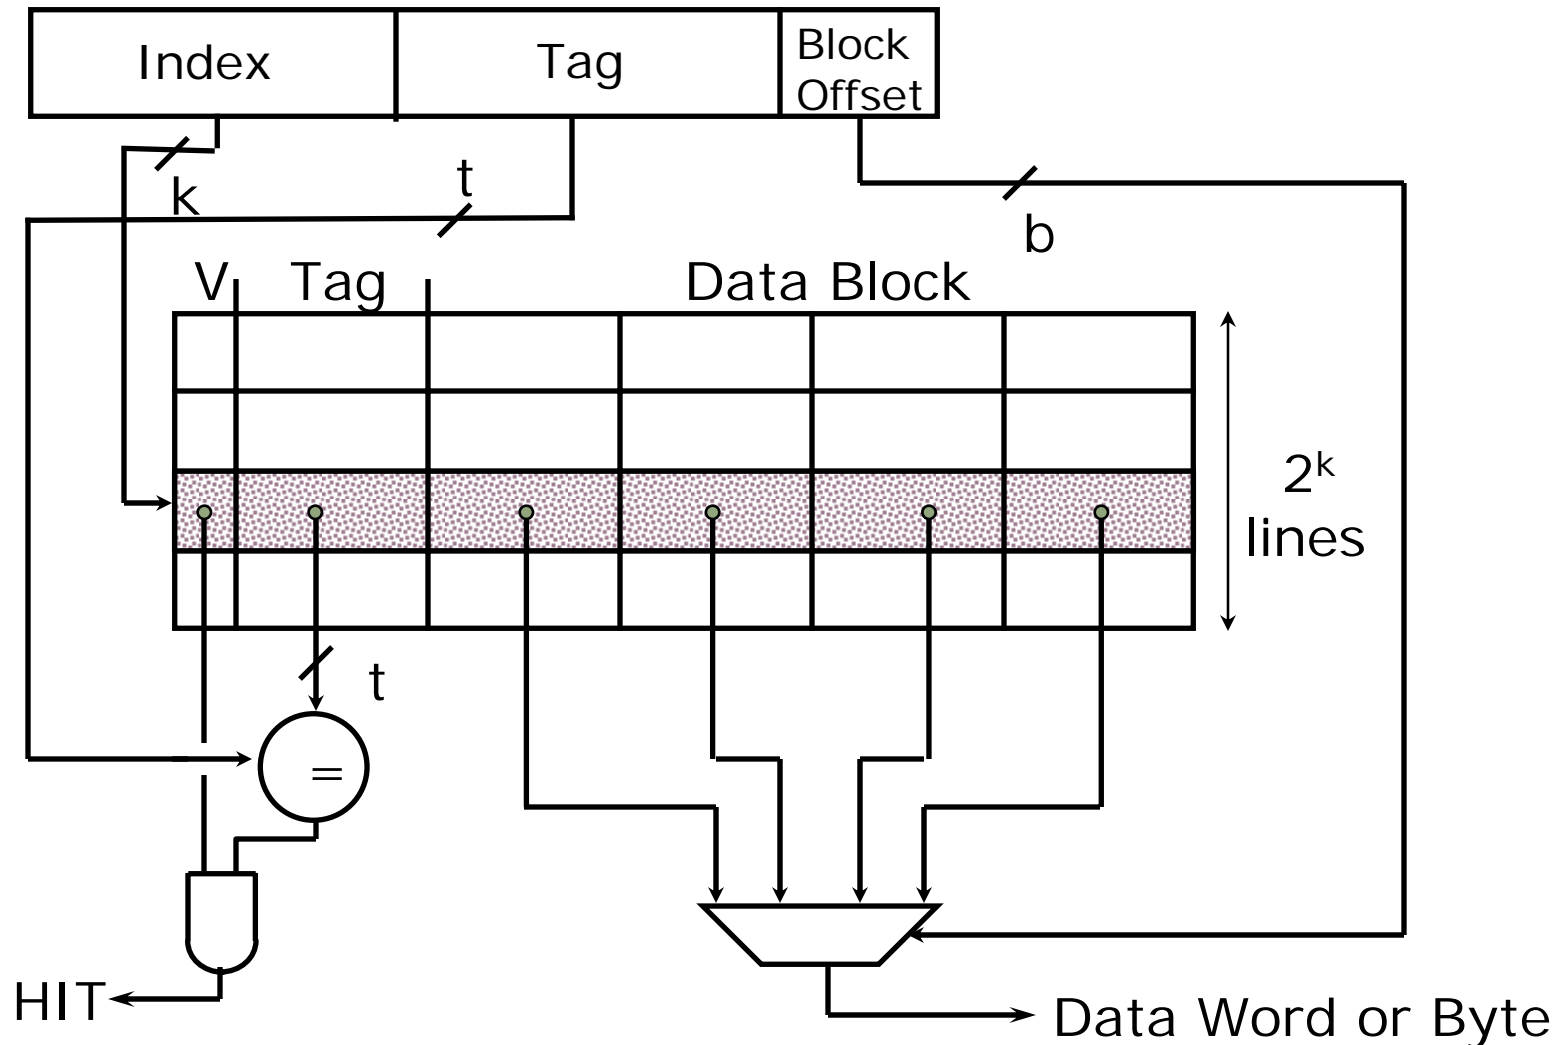 Index Tag Block
Offset
k
t
b
V Tag Data Block
2ᵏ
lines
t
=
HIT
Data Word or Byte